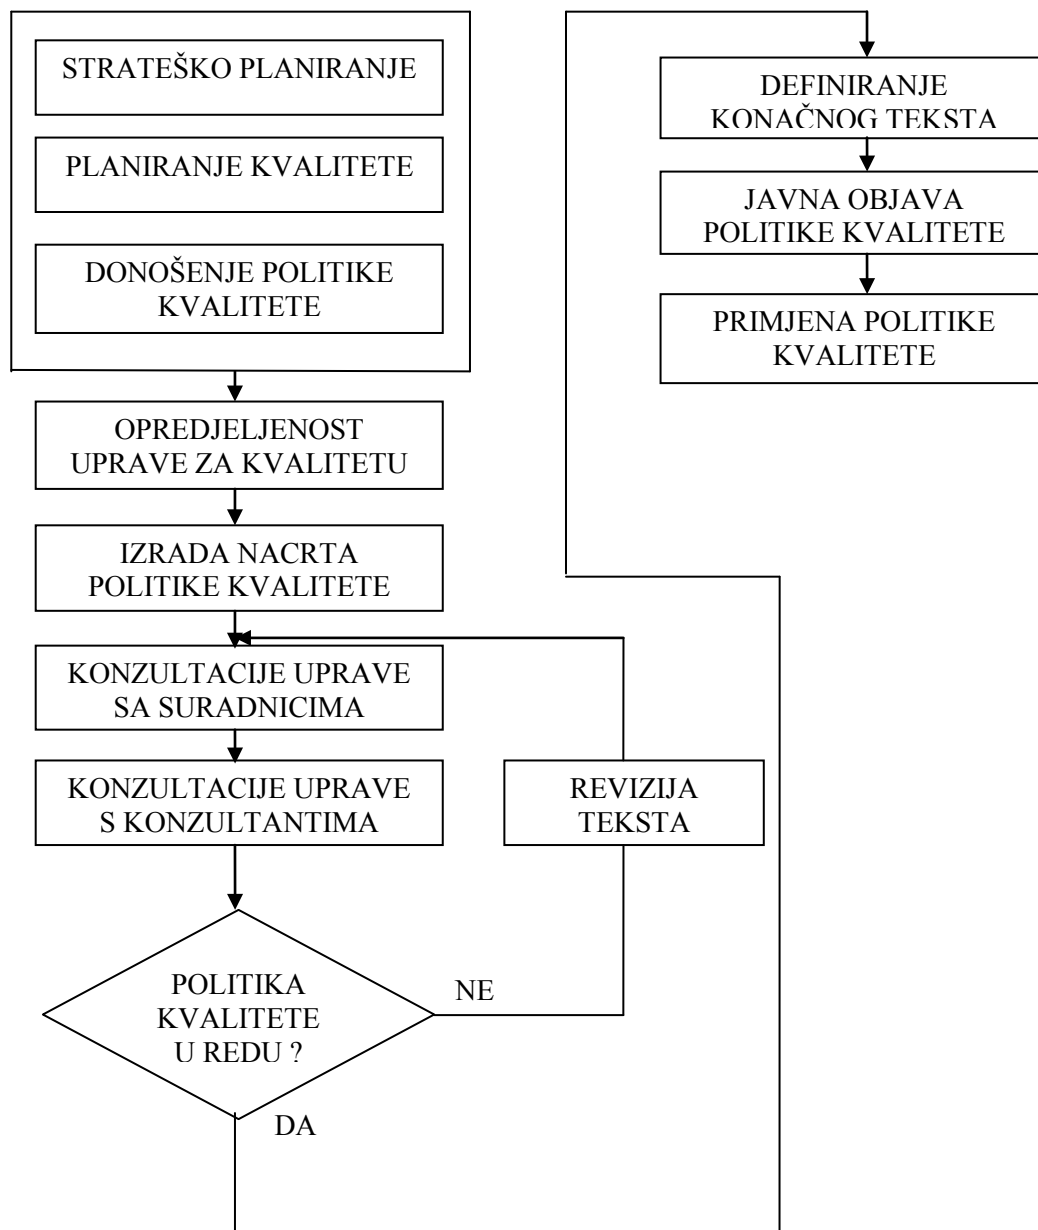 STRATEŠKO PLANIRANJE
PLANIRANJE KVALITETE
DONOŠENJE POLITIKE
KVALITETE
OPREDJELJENOST
UPRAVE ZA KVALITETU
IZRADA NACRTA
POLITIKE KVALITETE
KONZULTACIJE UPRAVE
SA SURADNICIMA
KONZULTACIJE UPRAVE
S KONZULTANTIMA
POLITIKA
KVALITETE
U REDU ?
NE
DA
REVIZIJA
TEKSTA
DEFINIRANJE
KONAČNOG TEKSTA
JAVNA OBJAVA
POLITIKE KVALITETE
PRIMJENA POLITIKE
KVALITETE